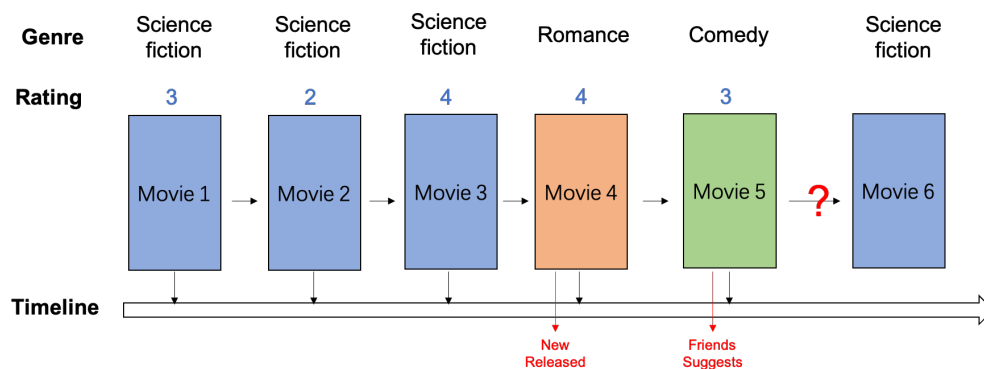 Genre
Science
fiction
Science
fiction
Science
fiction
Romance
Comedy
Science
fiction
Rating
3
2
4
4
3
Movie 1
Movie 2
Movie 3
Movie 4
Movie 5
?
Movie 6
Timeline
New
Released
Friends
Suggests